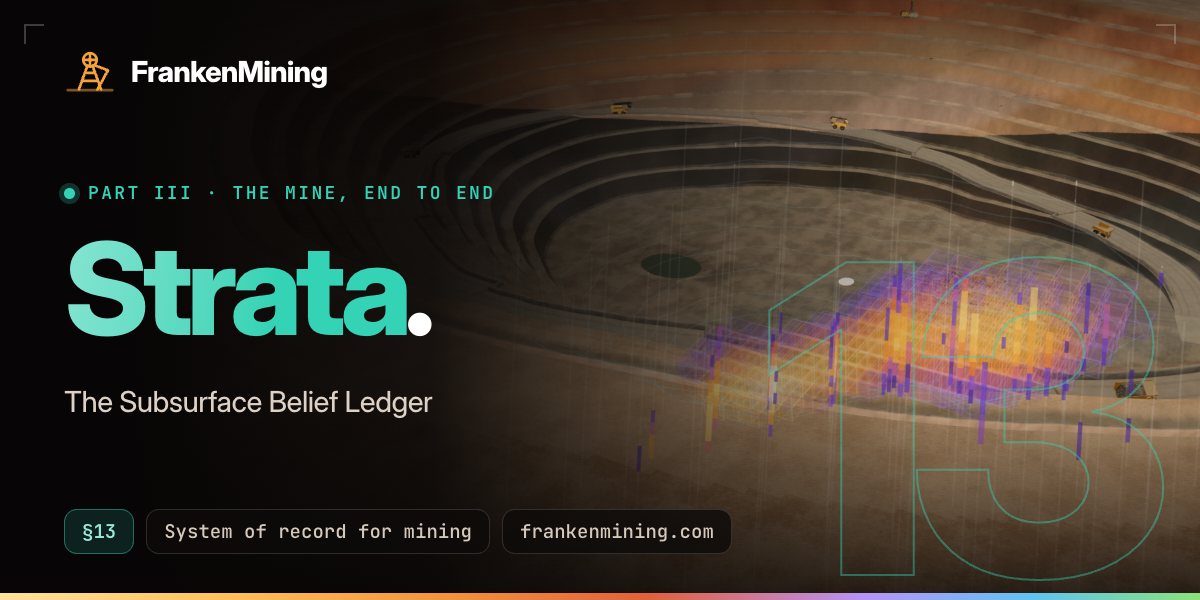 FrankenMining
PART III · THE MINE, END TO END
Strata.
The Subsurface Belief Ledger
§13
System of record for mining
frankenmining.com
13